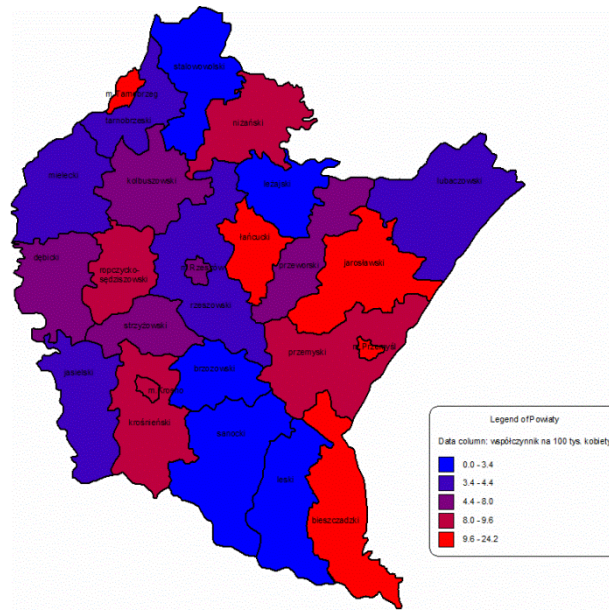 stalowowolski
m.Tarnobrzeg
tarnobrzeski
niżański
mielecki
kolbuszowski
leżajski
lubaczowski
łańcucki
dębicki
ropczycko-
sędziszowski
m.Rzeszów
przeworski
jarosławski
rzeszowski
strzyżowski
przemyski
m.Przemyśl
jasielski
brzozowski
m.Krosno
krośnieński
sanocki
leski
bieszczadzki
Legend of Powiaty
Data column: współczynnik na 100 tys. kobiety
0.0 - 3.4
3.4 - 4.4
4.4 - 8.0
8.0 - 9.6
9.6 - 24.2